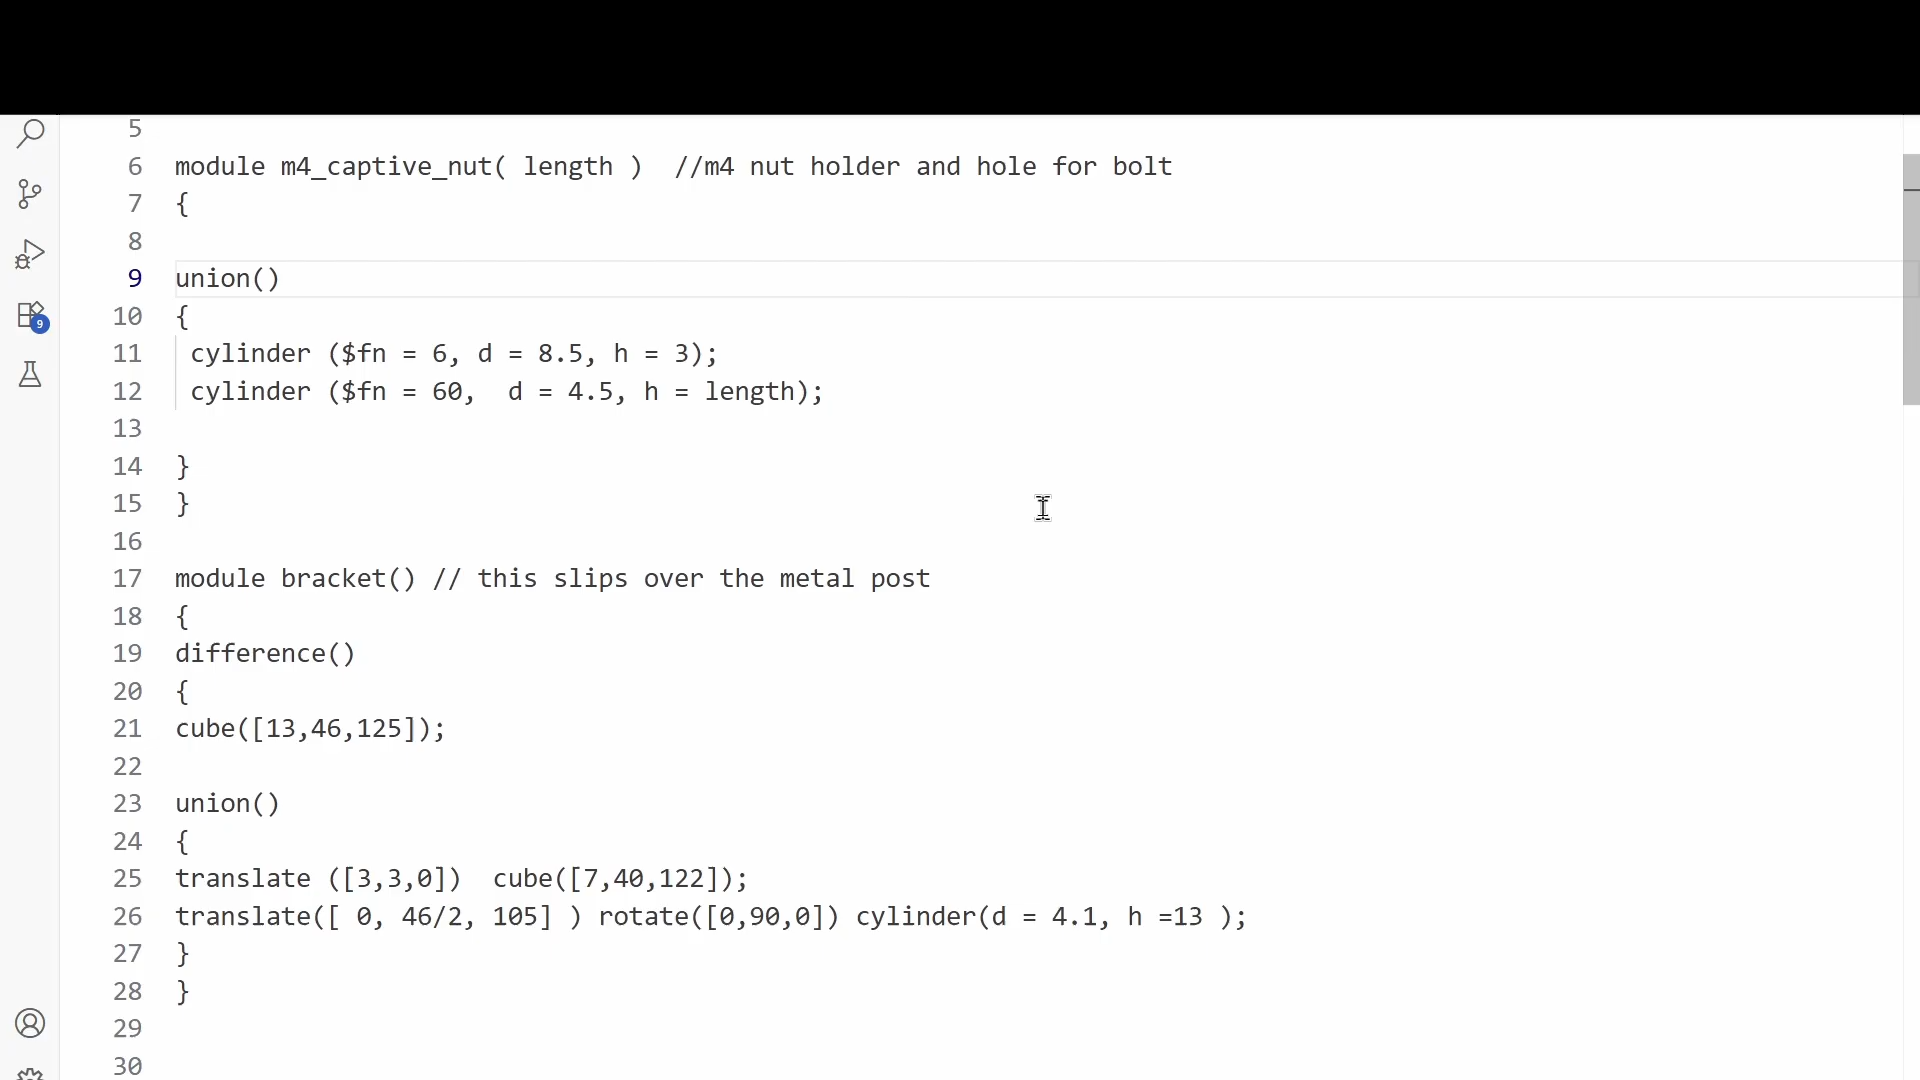 5
6 module m4_captive_nut( length )  //m4 nut holder and hole for bolt
7 {
8
9 union()
10 {
11  cylinder ($fn = 6, d = 8.5, h = 3);
12  cylinder ($fn = 60,  d = 4.5, h = length);
13
14 }
15 }
16
17 module bracket() // this slips over the metal post
18 {
19 difference()
20 {
21 cube([13,46,125]);
22
23 union()
24 {
25 translate ([3,3,0])  cube([7,40,122]);
26 translate([ 0, 46/2, 105] ) rotate([0,90,0]) cylinder(d = 4.1, h =13 );
27 }
28 }
29
30
9